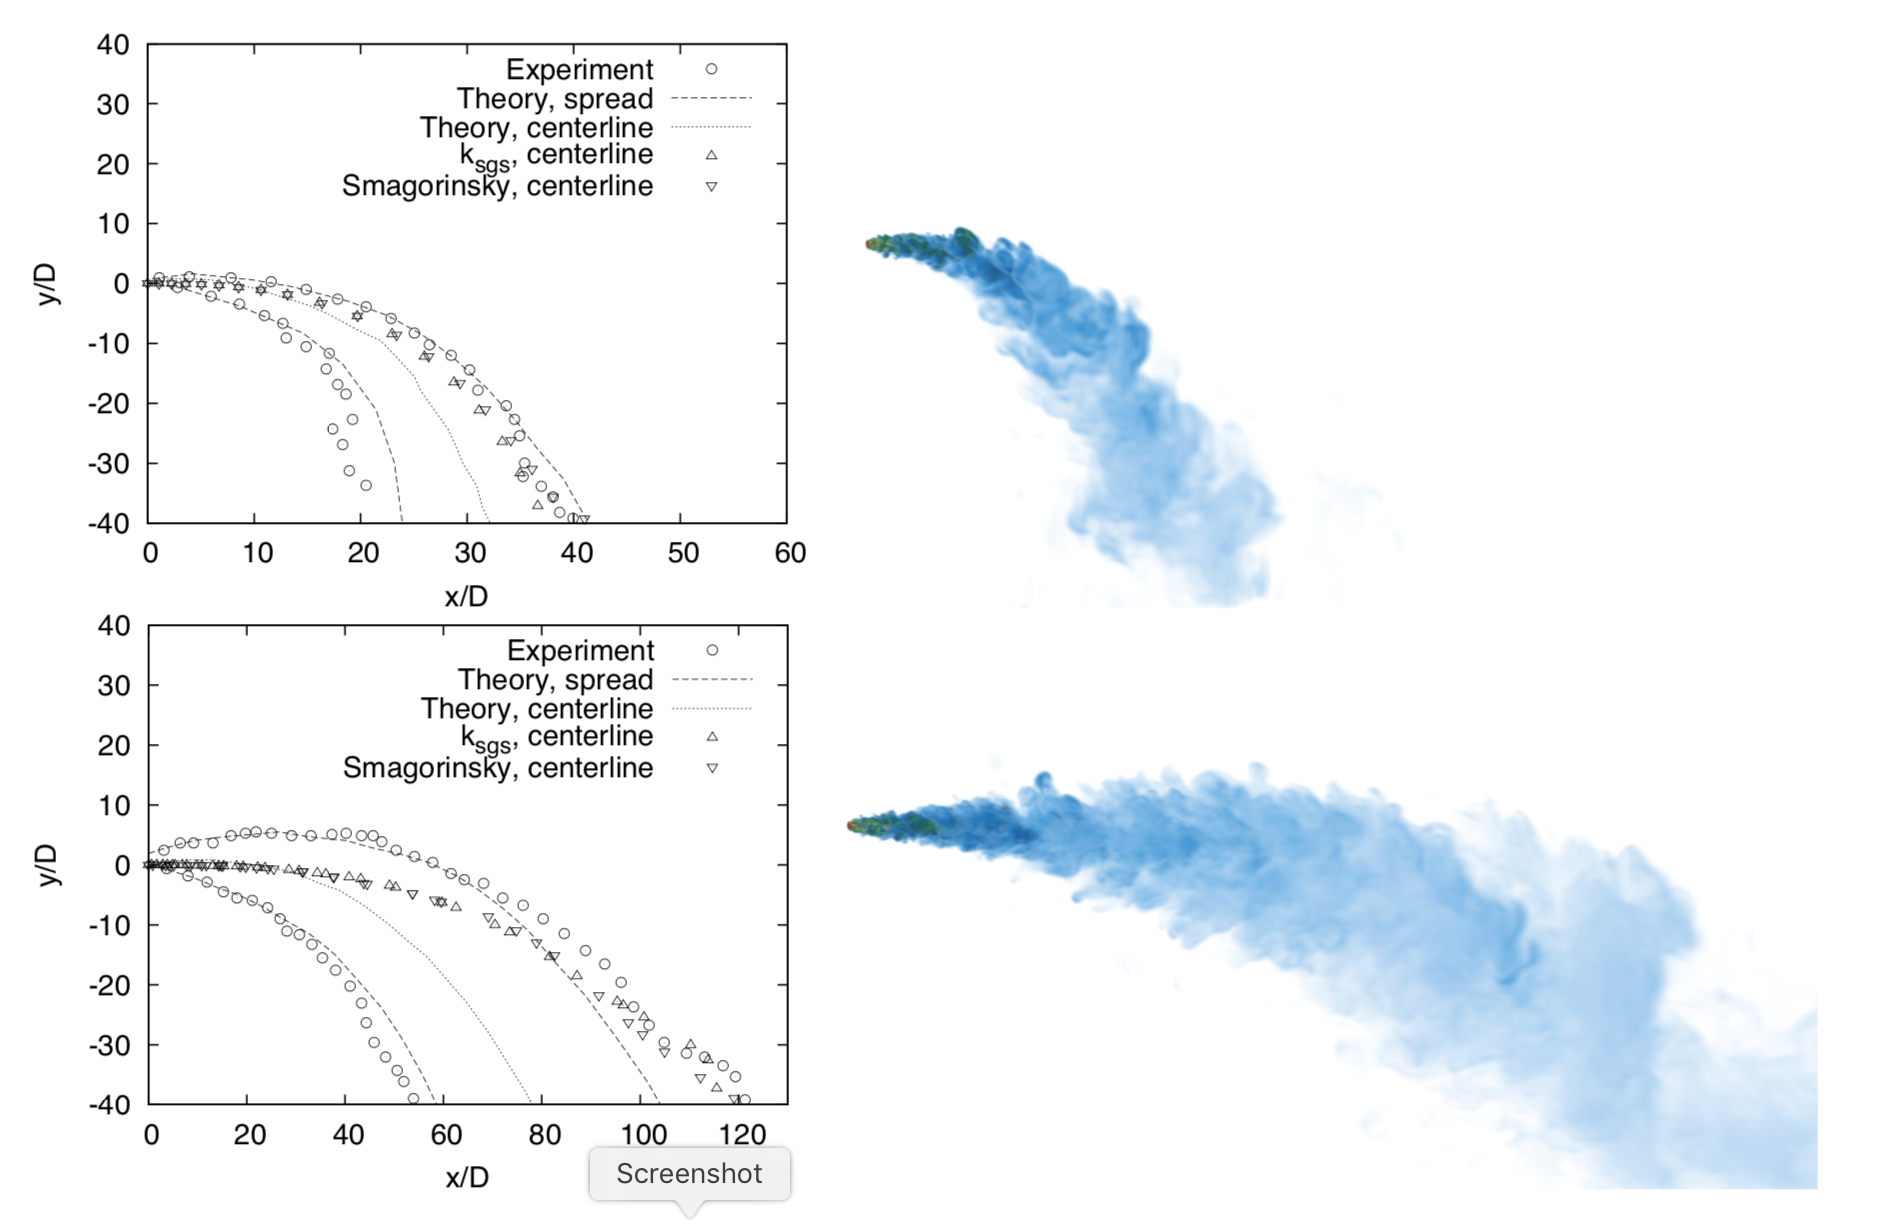 40
30
20
10
0
-10
-20
-30
-40
y/D
Experiment
Theory, spread
Theory, centerline
ksgs, centerline
Smagorinsky, centerline
0 10 20 30 40 50 60
x/D
40
30
20
10
0
-10
-20
-30
-40
y/D
Experiment
Theory, spread
Theory, centerline
ksgs, centerline
Smagorinsky, centerline
0 20 40 60 80 100 120
x/D
Screenshot